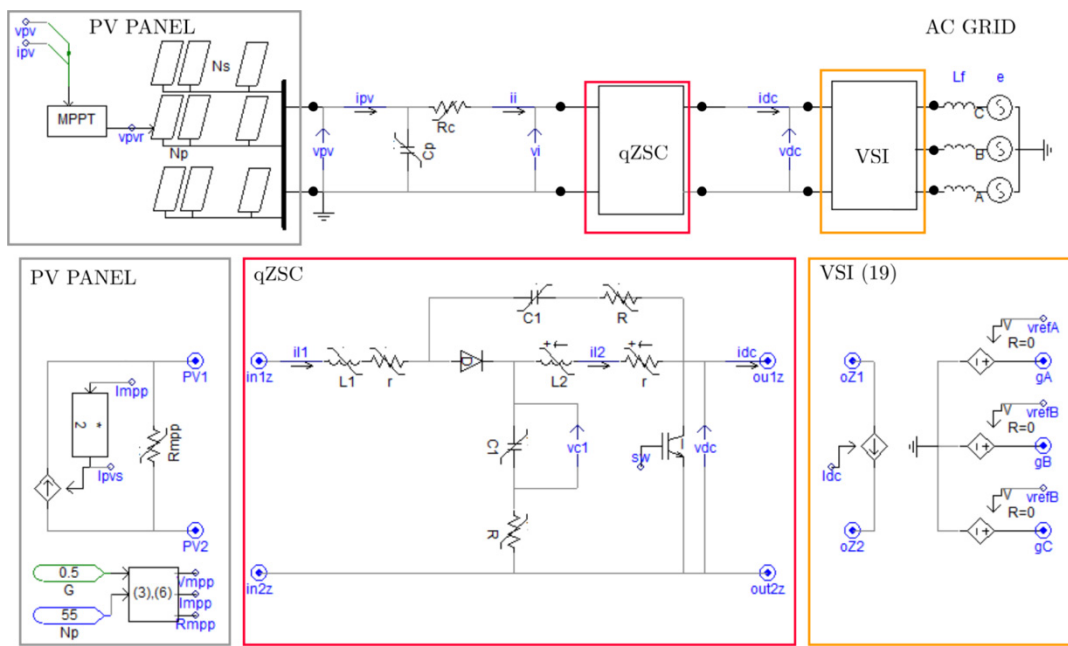 PV PANEL
AC GRID
vpv
ipv
Ns
MPPT
vpvr
Np
ipv
Rc
ii
vpv
Cp
vi
qZSC
idc
vdc
VSI
Lf
e
C
B
A
PV PANEL
Impp
* 2
Ipvs
Rmpp
PV1
PV2
0.5
G
55
Np
(3),(6)
Vmpp
Impp
Rmpp
qZSC
C1
R
in1z
il1
L1
r
D
+
L2
il2
+
r
idc
ou1z
C1
vc1
sw
vdc
R
in2z
out2z
VSI (19)
oZ1
Idc
oZ2
V
vrefA
R=0
gA
V
vrefB
R=0
gB
V
vrefB
R=0
gC